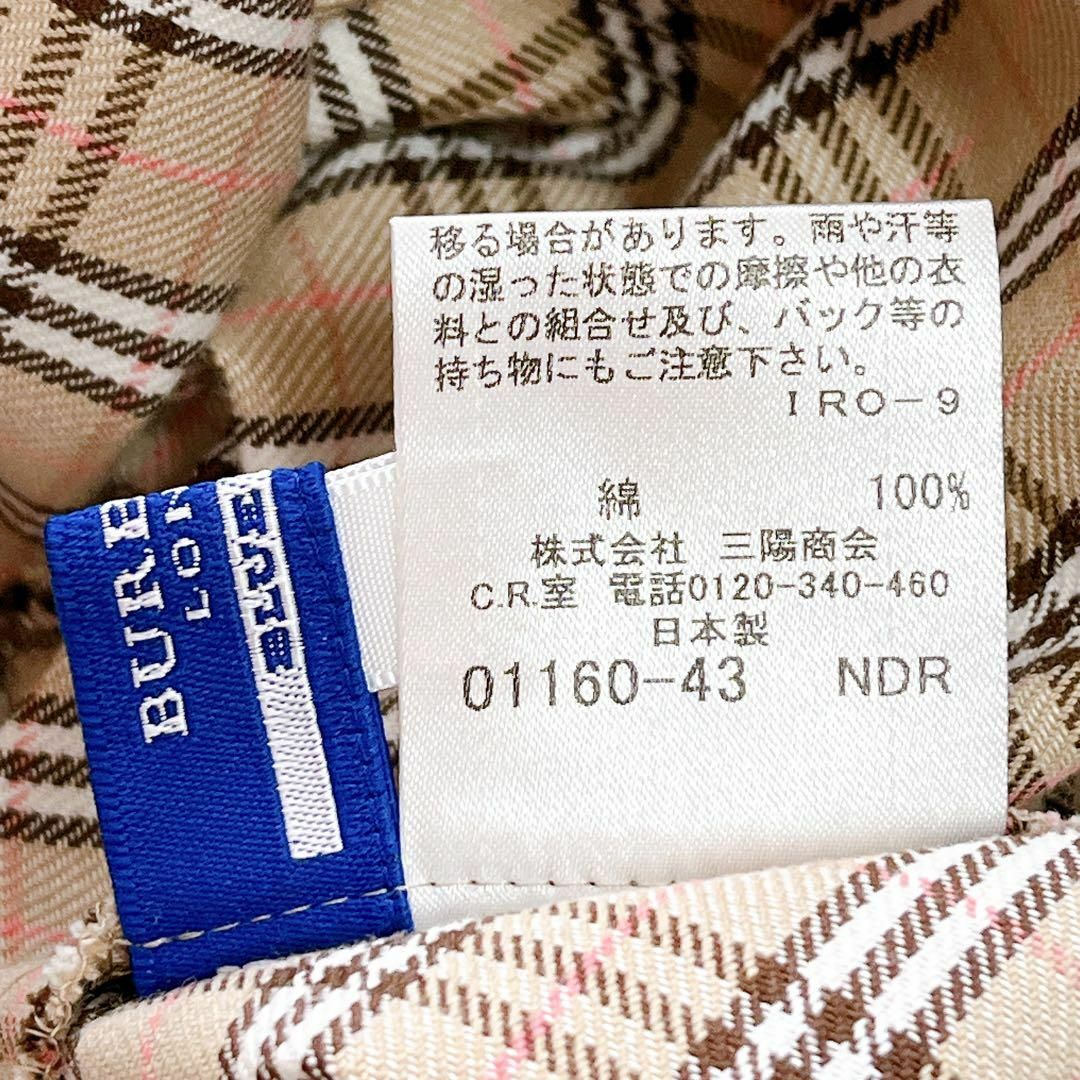 移る場合があります。雨や汗等
の湿った状態での摩擦や他の衣
料との組合せ及び、バック等の
持ち物にもご注意下さい。
IRO-9
綿 100%
株式会社 三陽商会
C.R.室 電話0120-340-460
日本製
01160-43 NDR